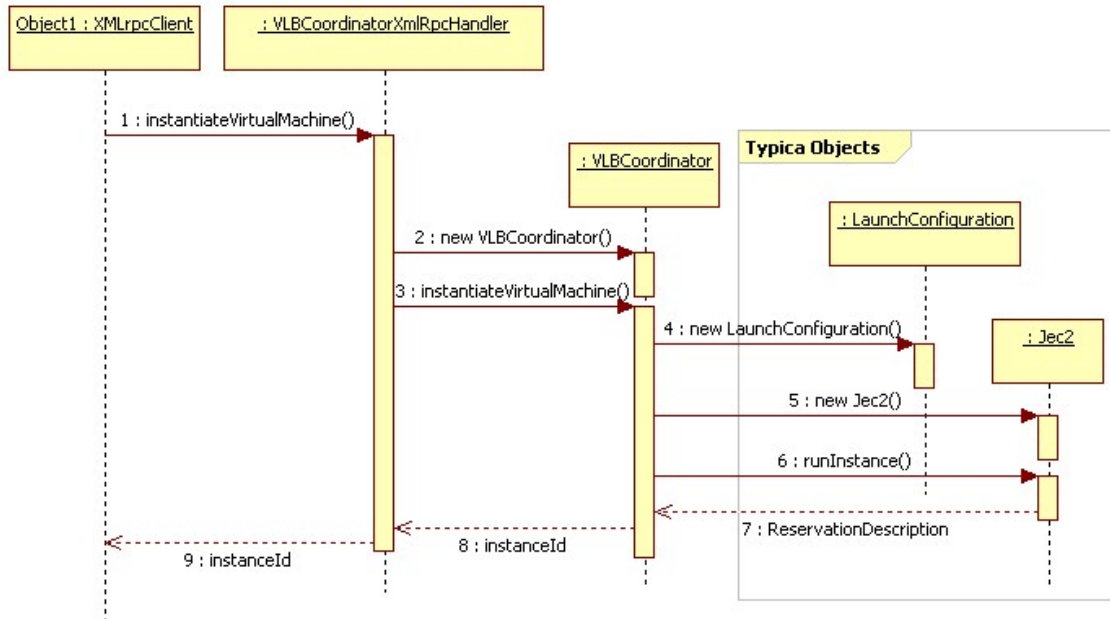 Object1 : XMLrpcClient
: VLBCoordinatorXmlRpcHandler
1 : instantiateVirtualMachine()
Typica Objects
: VLBCoordinator
: LaunchConfiguration
2 : new VLBCoordinator()
3 : instantiateVirtualMachine()
4 : new LaunchConfiguration()
: Jec2
5 : new Jec2()
6 : runInstance()
7 : ReservationDescription
8 : instanceId
9 : instanceId